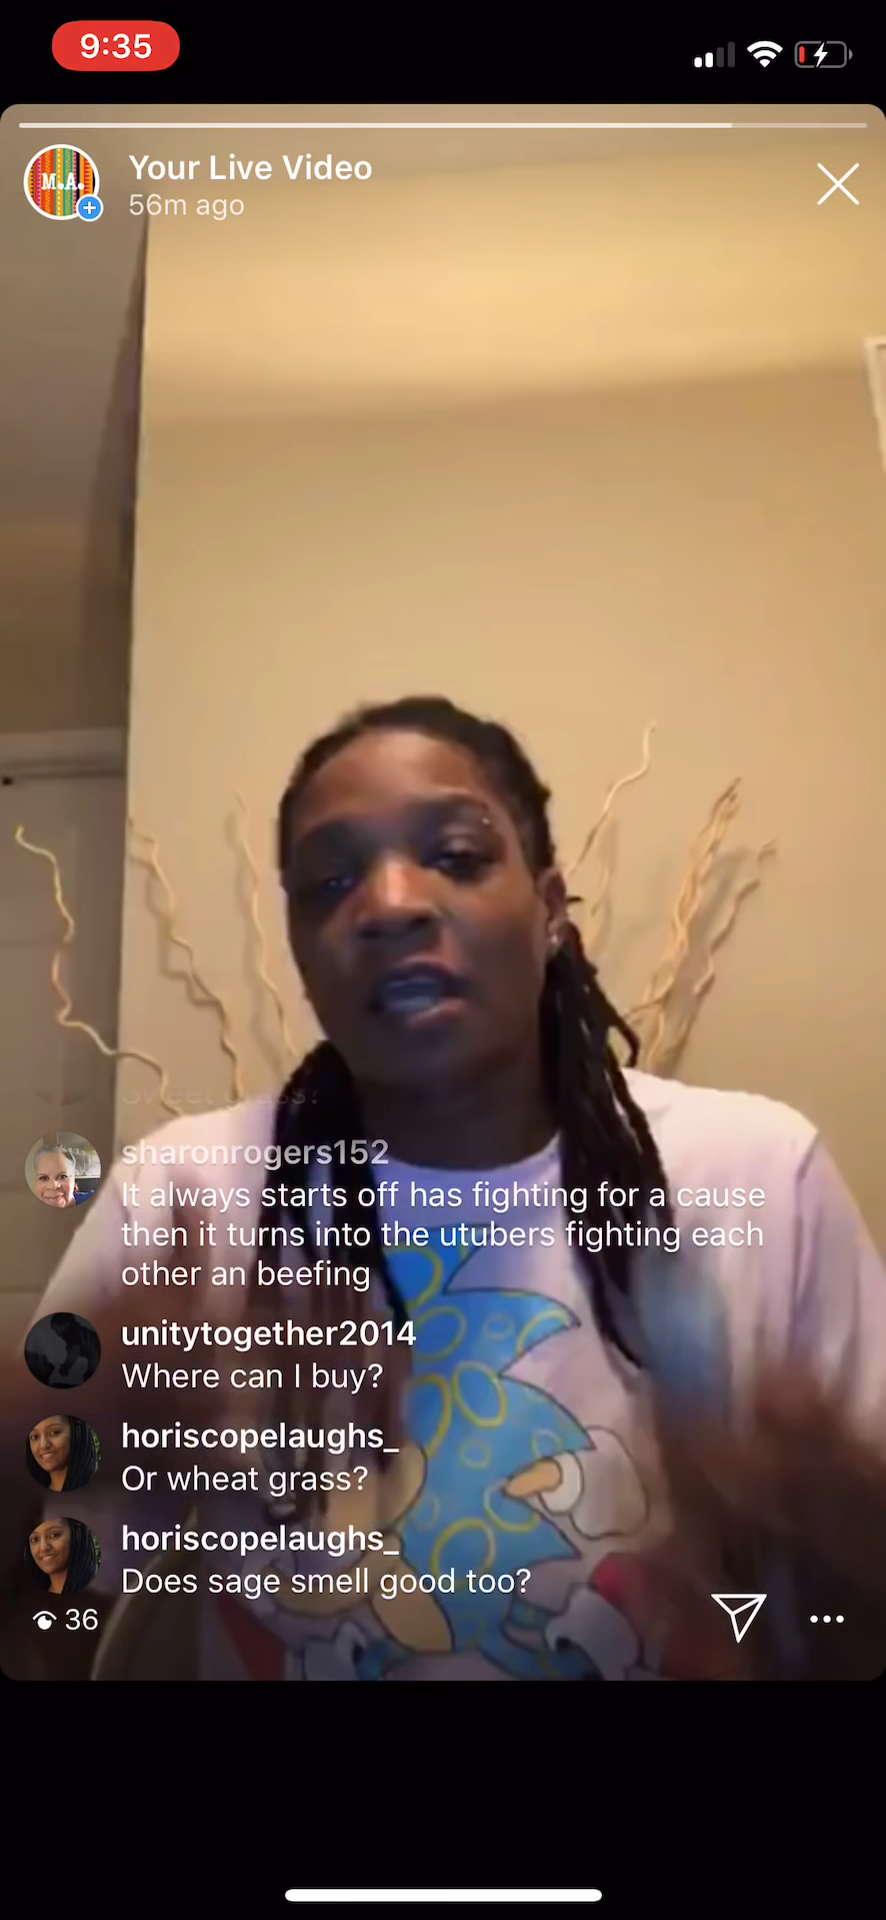 9:35
M.A.
Your Live Video
56m ago
Sweet Grass?
sharonrogers152
It always starts off has fighting for a cause
then it turns into the utubers fighting each
other an beefing
unitytogether2014
Where can I buy?
horiscopelaughs_
Or wheat grass?
horiscopelaughs_
Does sage smell good too?
36